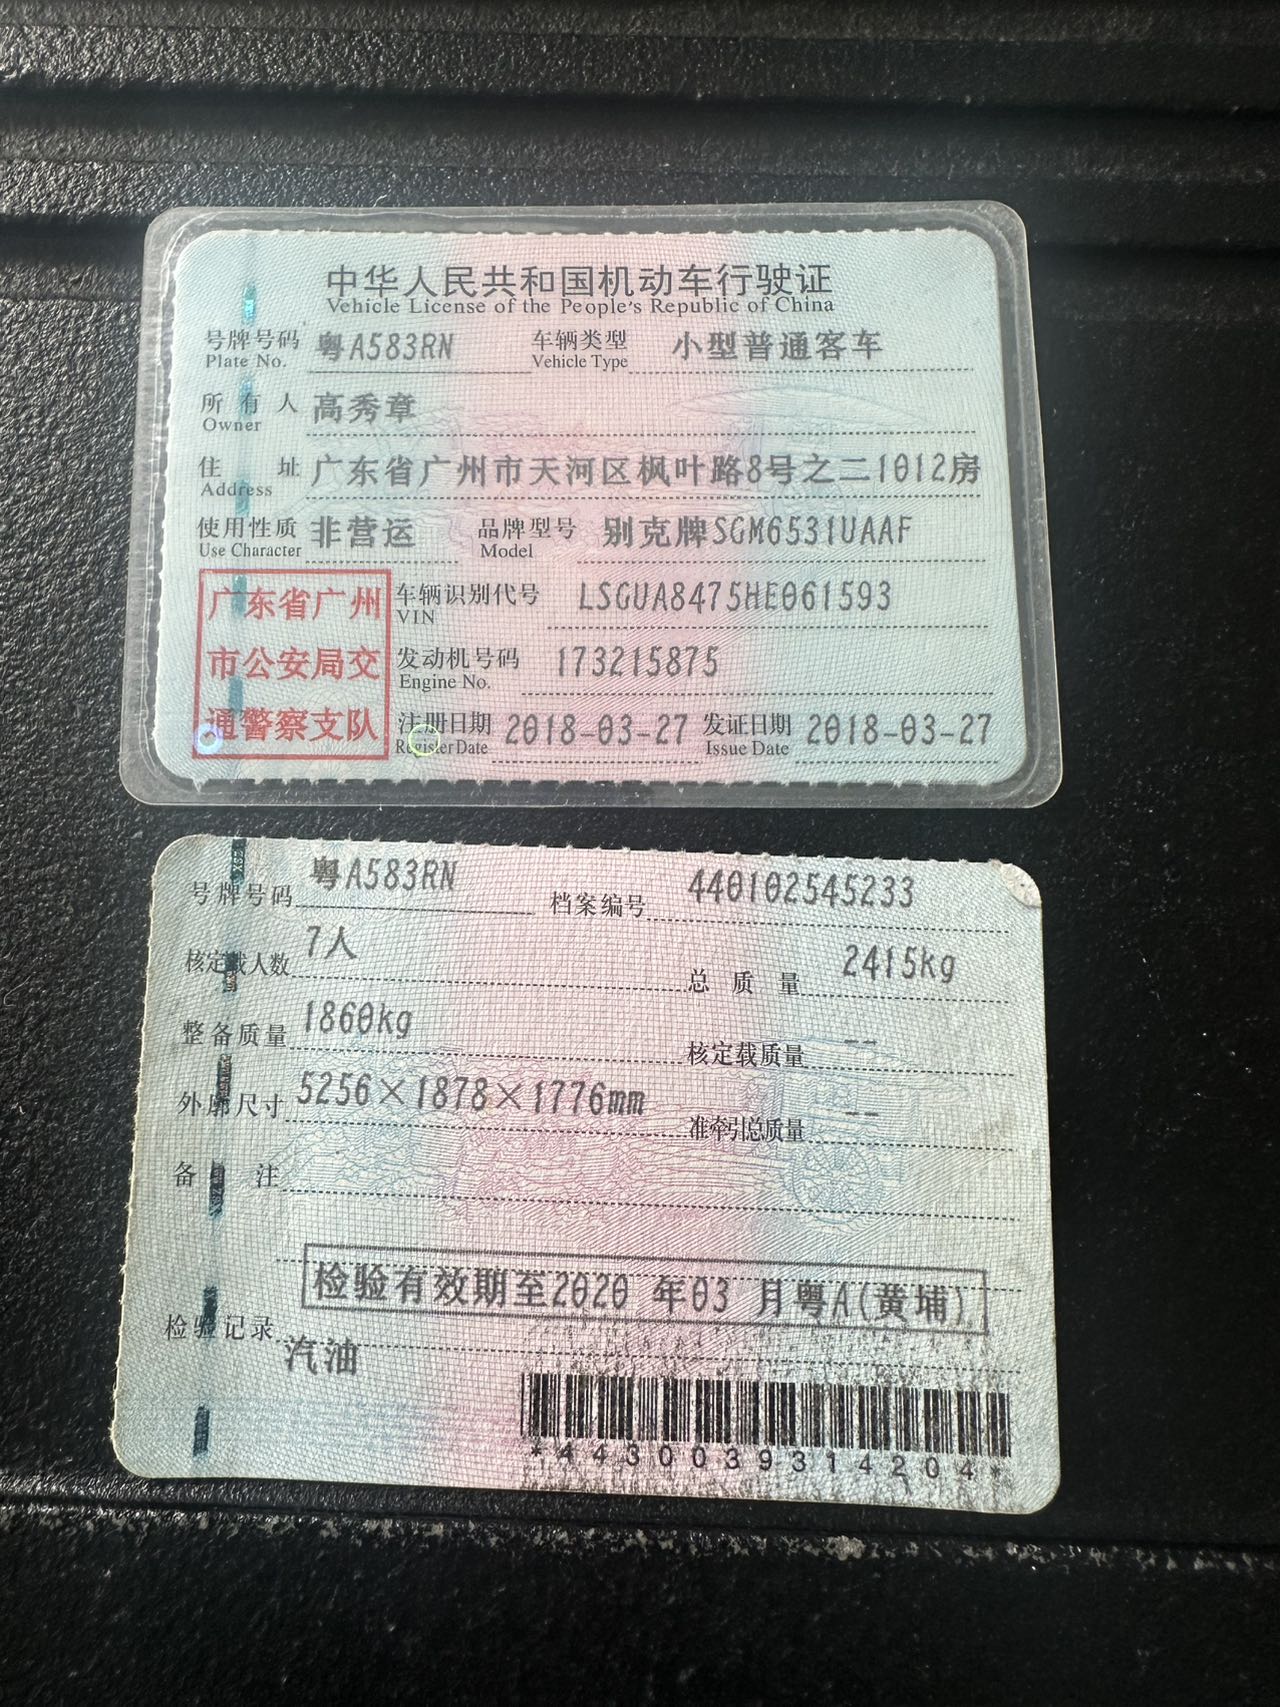 中华人民共和国机动车行驶证
Vehicle License of the People's Republic of China
号牌号码 粤A583RN 车辆类型 小型普通客车
Plate No. Vehicle Type
所有人 高秀章
Owner
住址 广东省广州市天河区枫叶路8号之二1012房
Address
使用性质 非营运 品牌型号 别克牌SGM6531UAAF
Use Character Model
广东省广州
市公安局交
通警察支队
车辆识别代号 LSGUA8475HE061593
VIN
发动机号码 173215875
Engine No.
注册日期 2018-03-27 发证日期 2018-03-27
Register Date Issue Date
号牌号码 粤A583RN 档案编号 440102545233
核定载人数 7人 总质量 2415kg
整备质量 1860kg 核定载质量 --
外廓尺寸 5256×1878×1776mm 准牵引总质量 --
备注
检验有效期至2020 年03 月粤A(黄埔)
检验记录
汽油
*4430039314204*